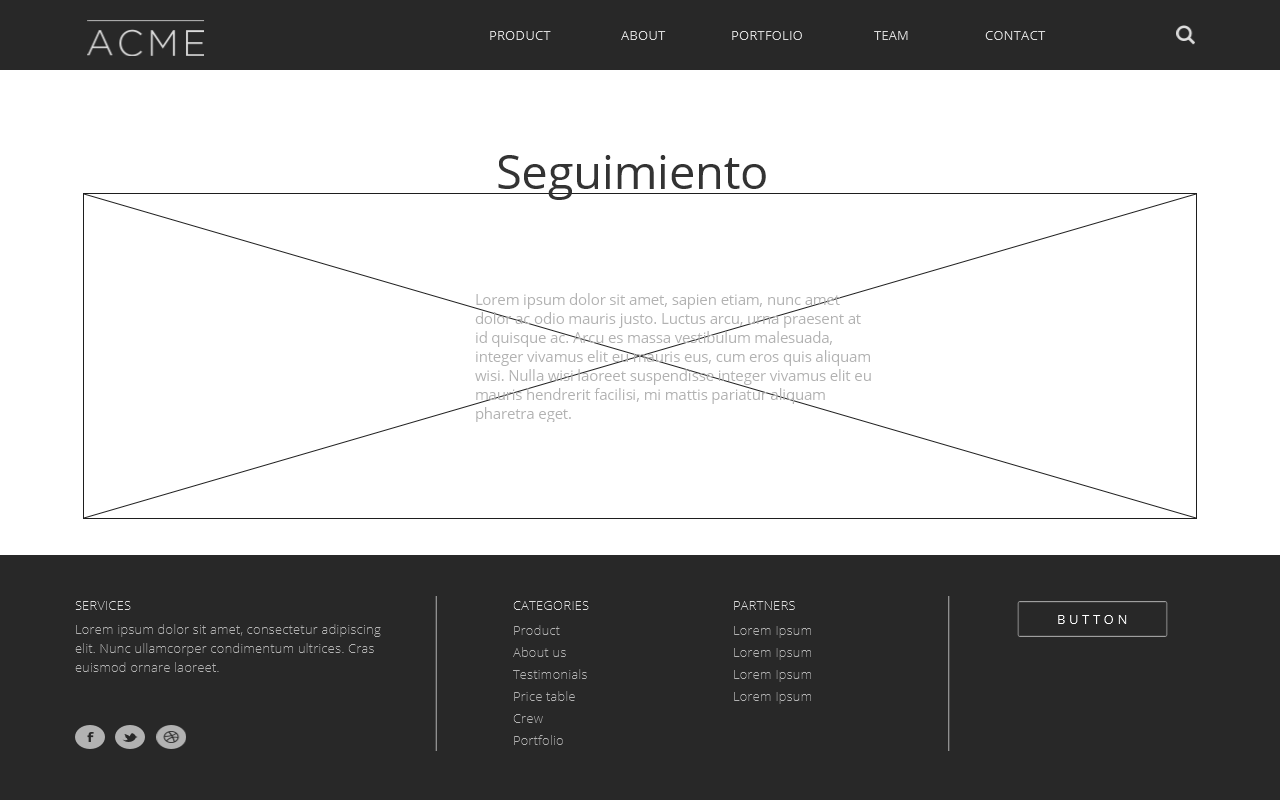 ACME
PRODUCT
ABOUT
PORTFOLIO
TEAM
CONTACT
Seguimiento
Lorem ipsum dolor sit amet, sapien etiam, nunc amet
dolor ac odio mauris justo. Luctus arcu, urna praesent at
id quisque ac. Arcu es massa vestibulum malesuada,
integer vivamus elit eu mauris eus, cum eros quis aliquam
wisi. Nulla wisi laoreet suspendisse integer vivamus elit eu
mauris hendrerit facilisi, mi mattis pariatur aliquam
pharetra eget.
SERVICES
Lorem ipsum dolor sit amet, consectetur adipiscing
elit. Nunc ullamcorper condimentum ultrices. Cras
euismod ornare laoreet.
CATEGORIES
Product
About us
Testimonials
Price table
Crew
Portfolio
PARTNERS
Lorem Ipsum
Lorem Ipsum
Lorem Ipsum
Lorem Ipsum
BUTTON